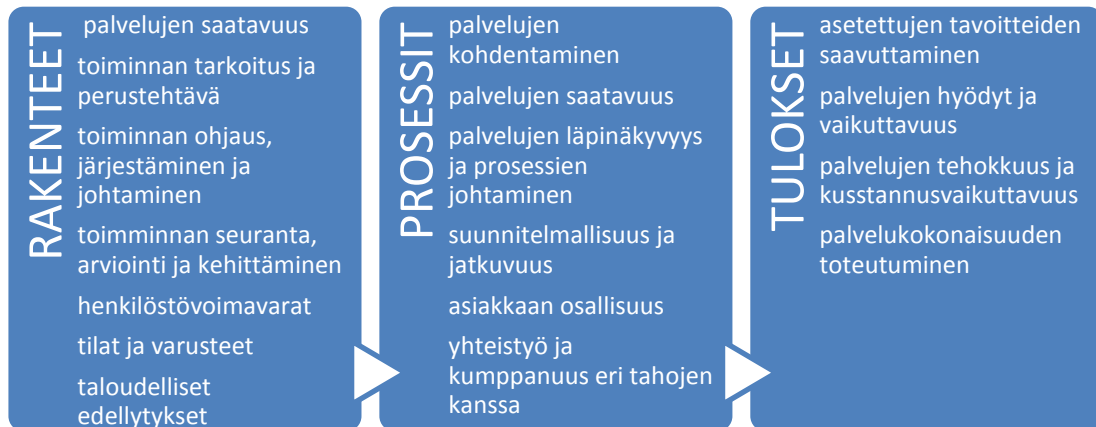 RAKENTEET
palvelujen saatavuus
toiminnan tarkoitus ja
perustehtävä
toiminnan ohjaus,
järjestäminen ja
johtaminen
toimminnan seuranta,
arviointi ja kehittäminen
henkilöstövoimavarat
tilat ja varusteet
taloudelliset
edellytykset
PROSESSIT
palvelujen
kohdentaminen
palvelujen saatavuus
palvelujen läpinäkyvyys
ja prosessien
johtaminen
suunnitelmallisuus ja
jatkuvuus
asiakkaan osallisuus
yhteistyö ja
kumppanuus eri tahojen
kanssa
TULOKSET
asetettujen tavoitteiden
saavuttaminen
palvelujen hyödyt ja
vaikuttavuus
palvelujen tehokkuus ja
kusstannusvaikuttavuus
palvelukokonaisuuden
toteutuminen